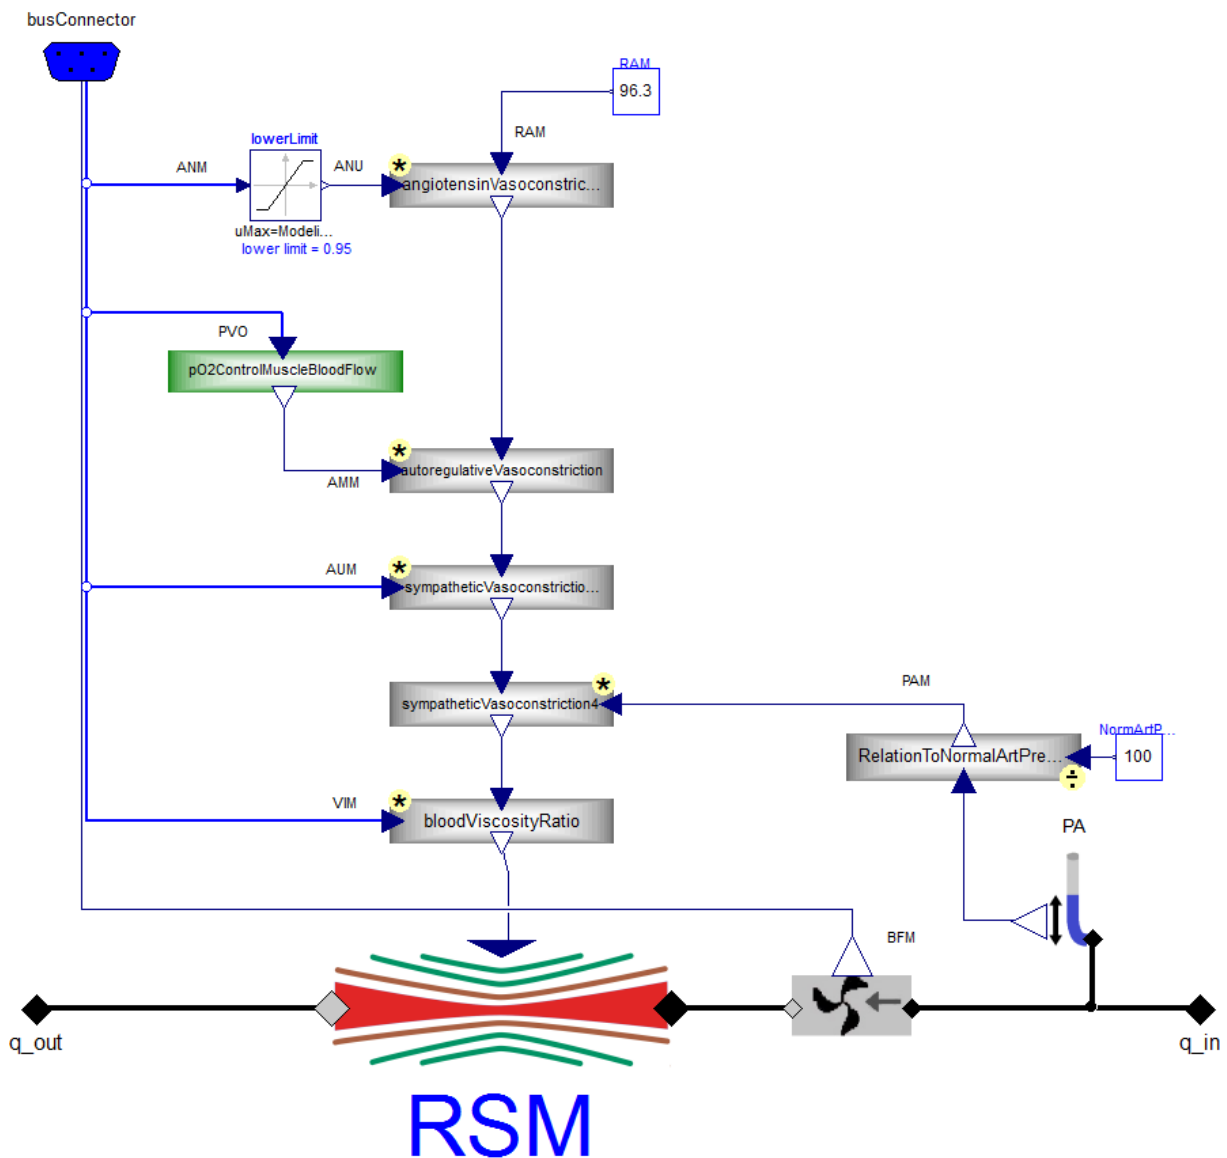 busConnector
RAM
96.3
RAM
lowerLimit
ANM
ANU
*
angiotensinVasoconstric...
uMax=Modeli...
lower limit = 0.95
PVO
pO2ControlMuscleBloodFlow
*
autoregulativeVasoconstriction
AMM
AUM
*
sympatheticVasoconstrictio...
*
sympatheticVasoconstriction4
PAM
NormArtP...
RelationToNormalArtPre...
100
÷
VIM
*
bloodViscosityRatio
PA
BFM
q_out
q_in
RSM